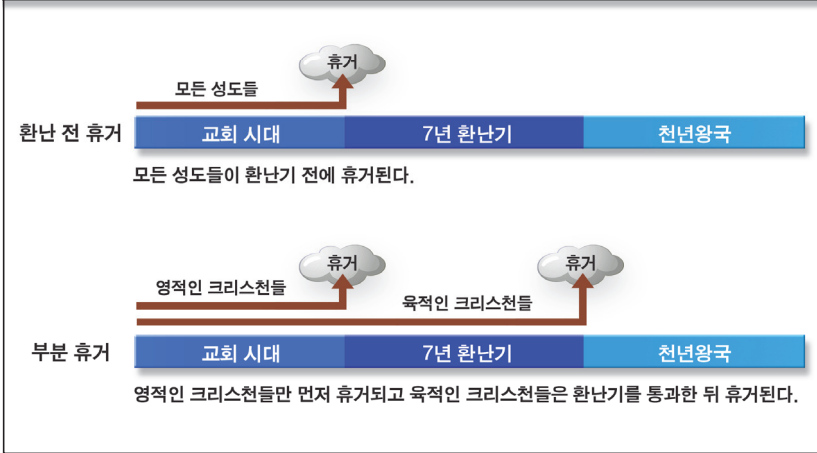 휴거
모든 성도들
환난 전 휴거
교회 시대 7년 환난기 천년왕국
모든 성도들이 환난기 전에 휴거된다.
휴거 휴거
영적인 크리스천들
육적인 크리스천들
부분 휴거
교회 시대 7년 환난기 천년왕국
영적인 크리스천들만 먼저 휴거되고 육적인 크리스천들은 환난기를 통과한 뒤 휴거된다.